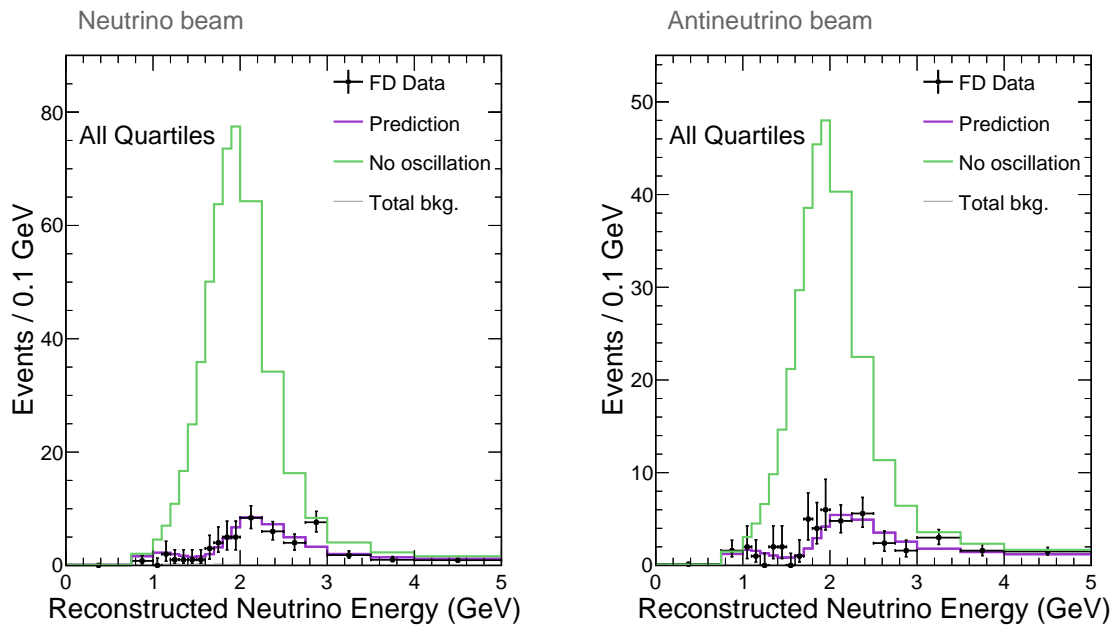 Neutrino beam
Events / 0.1 GeV
80
60
40
20
0
All Quartiles
FD Data
Prediction
No oscillation
Total bkg.
0 1 2 3 4 5
Reconstructed Neutrino Energy (GeV)
Antineutrino beam
Events / 0.1 GeV
50
40
30
20
10
0
All Quartiles
FD Data
Prediction
No oscillation
Total bkg.
0 1 2 3 4 5
Reconstructed Neutrino Energy (GeV)